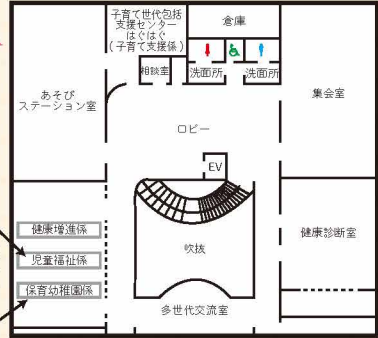 子育て世代包括
支援センター
はぐはぐ
(子育て支援係)
倉庫
相談室
洗面所
洗面所
あそび
ステーション室
集会室
ロビー
EV
健康増進係
児童福祉係
保育幼稚園係
吹抜
健康診断室
多世代交流室